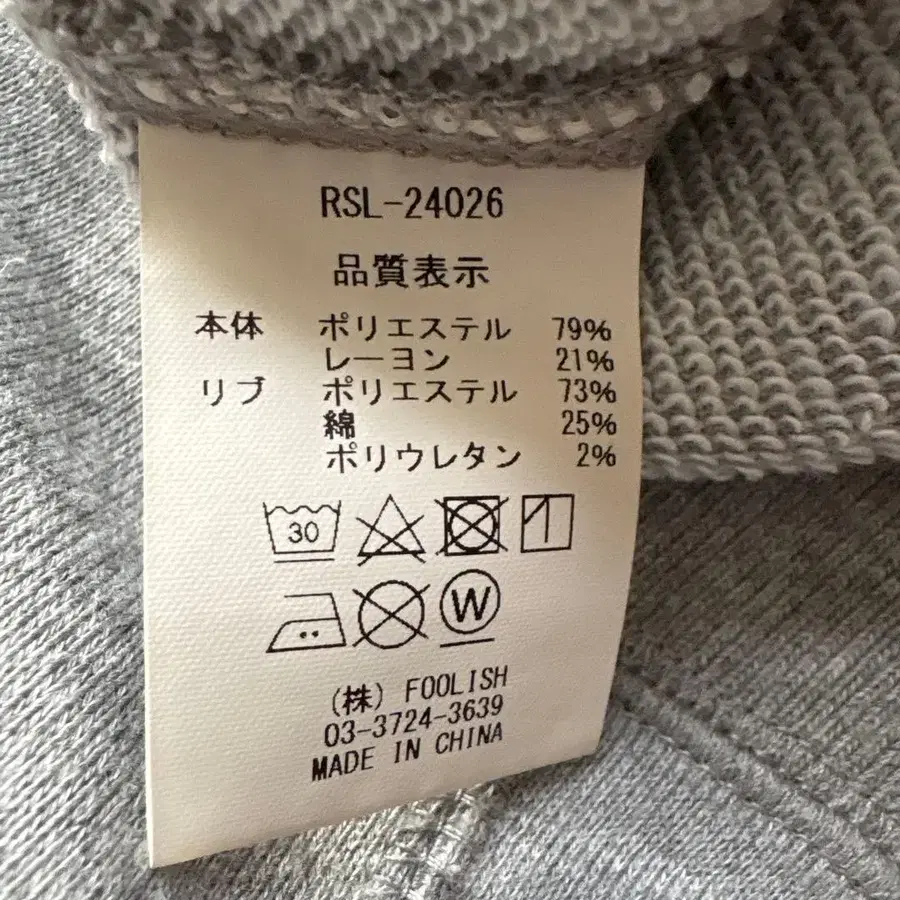 RSL-24026
品質表示
本体 ポリエステル 79%
レーヨン 21%
リブ ポリエステル 73%
綿 25%
ポリウレタン 2%
30
W
(株) FOOLISH
03-3724-3639
MADE IN CHINA